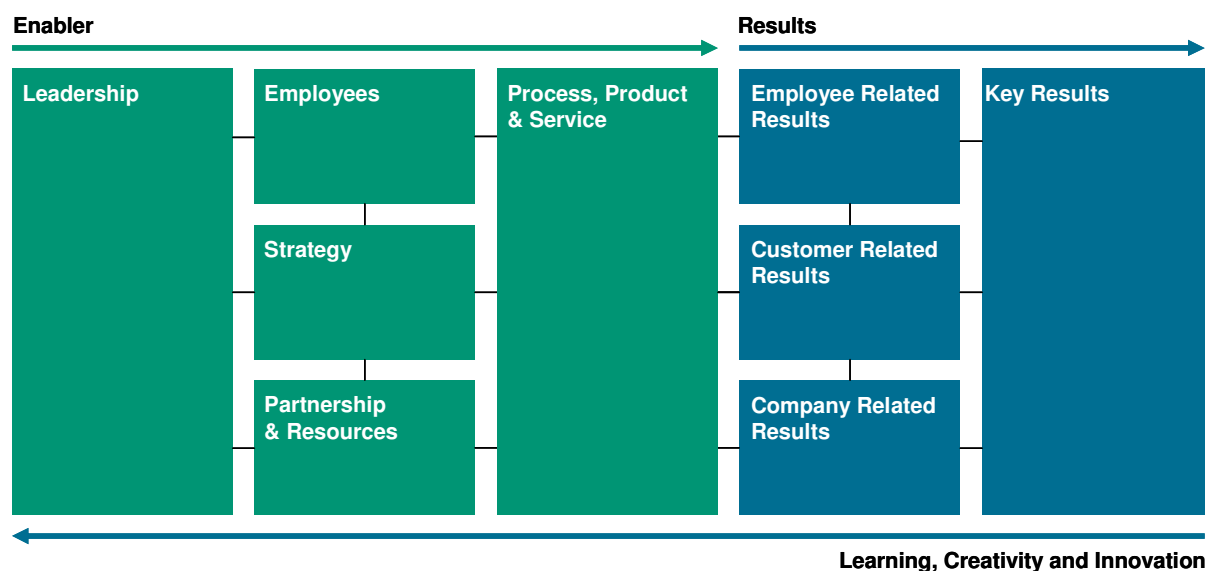 Enabler
Results
Leadership
Employees
Process, Product
& Service
Employee Related
Results
Key Results
Strategy
Customer Related
Results
Partnership
& Resources
Company Related
Results
Learning, Creativity and Innovation